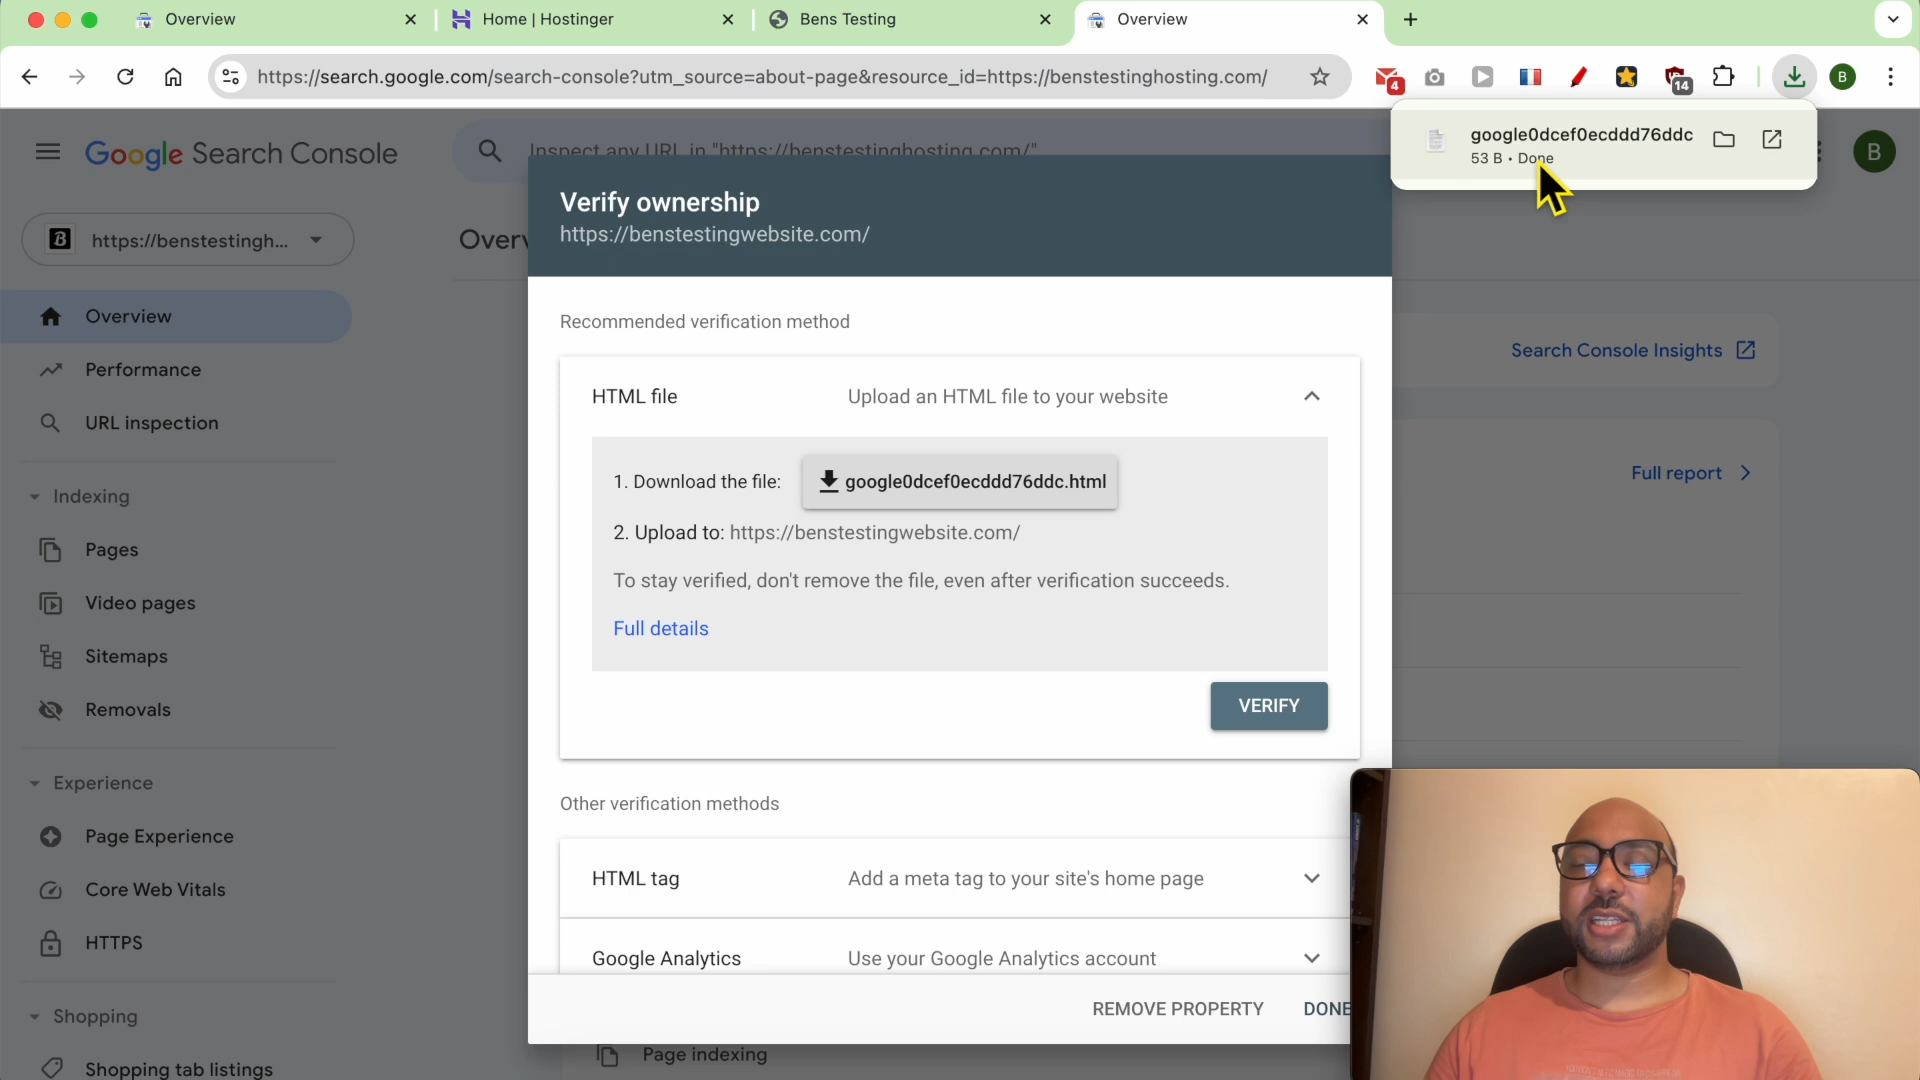 Overview
Home | Hostinger
Bens Testing
Overview
https://search.google.com/search-console?utm_source=about-page&resource_id=https://benstestinghosting.com/
4
14
B
google0dcef0ecddd76ddc
53 B • Done
Google Search Console
Inspect any URL in "https://benstestinghosting.com/"
B
B https://benstestingh...
Overv
Verify ownership
https://benstestingwebsite.com/
Overview
Performance
URL inspection
Indexing
Pages
Video pages
Sitemaps
Removals
Experience
Page Experience
Core Web Vitals
HTTPS
Shopping
Shopping tab listings
Recommended verification method
HTML file Upload an HTML file to your website
1. Download the file: google0dcef0ecddd76ddc.html
2. Upload to: https://benstestingwebsite.com/
To stay verified, don't remove the file, even after verification succeeds.
Full details
VERIFY
Other verification methods
HTML tag Add a meta tag to your site's home page
Google Analytics Use your Google Analytics account
REMOVE PROPERTY DONE
Page indexing
Search Console Insights
Full report